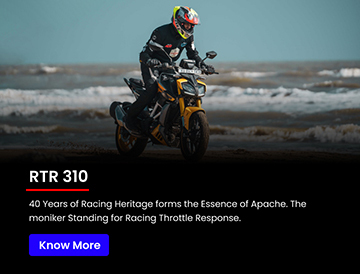 RTR 310
40 Years of Racing Heritage forms the Essence of Apache. The
moniker Standing for Racing Throttle Response.
Know More